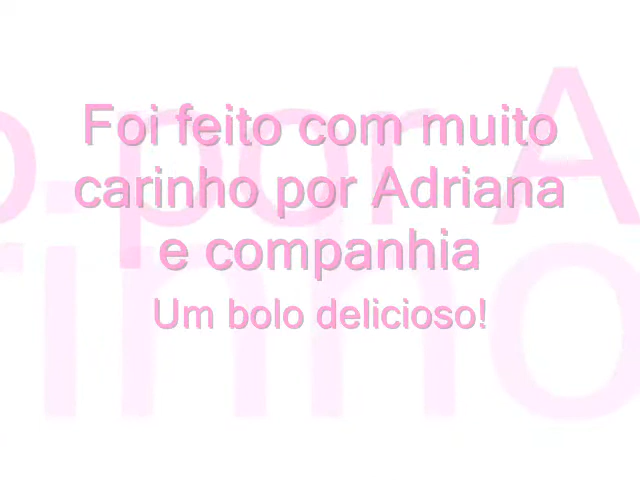 Foi feito com muito
carinho por Adriana
e companhia
Um bolo delicioso!